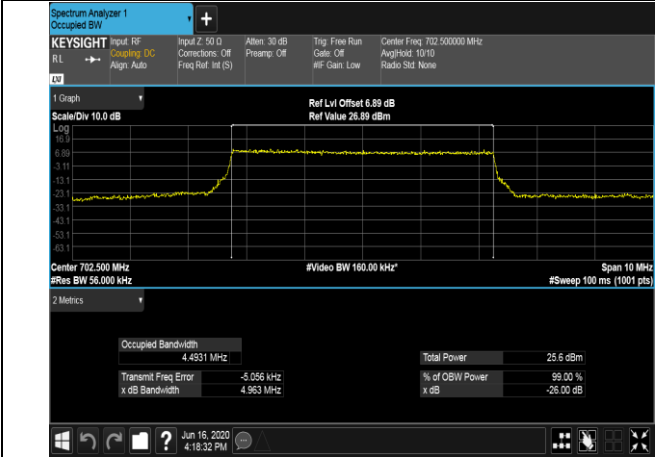 Spectrum Analyzer 1
Occupied BW
KEYSIGHT
RL
Input: RF
Coupling: DC
Align: Auto
Input Z: 50 Ω
Corrections: Off
Freq Ref: Int (S)
Atten: 30 dB
Preamp: Off
Trig: Free Run
Gate: Off
#IF Gain: Low
Center Freq: 702.500000 MHz
Avg|Hold: 10/10
Radio Std: None
1 Graph
Scale/Div 10.0 dB
Ref Lvl Offset 6.89 dB
Ref Value 26.89 dBm
Log
16.9
6.89
-3.11
-13.1
-23.1
-33.1
-43.1
-53.1
-63.1
Center 702.500 MHz
#Res BW 56.000 kHz
#Video BW 160.00 kHz*
Span 10 MHz
#Sweep 100 ms (1001 pts)
2 Metrics
Occupied Bandwidth
4.4931 MHz
Transmit Freq Error -5.056 kHz
x dB Bandwidth 4.963 MHz
Total Power 25.6 dBm
% of OBW Power 99.00 %
x dB -26.00 dB
Jun 16, 2020
4:18:32 PM